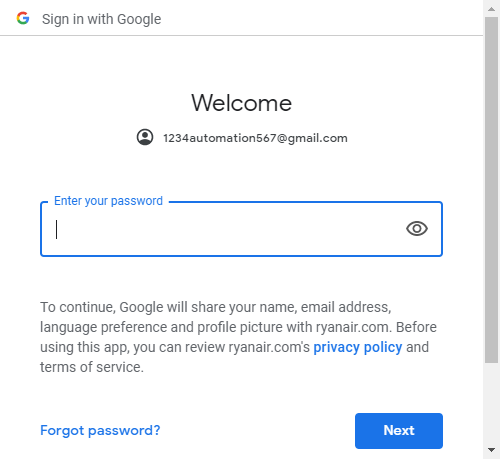 Sign in with Google
Welcome
1234automation567@gmail.com
Enter your password
To continue, Google will share your name, email address,
language preference and profile picture with ryanair.com. Before
using this app, you can review ryanair.com's privacy policy and
terms of service.
Forgot password?
Next